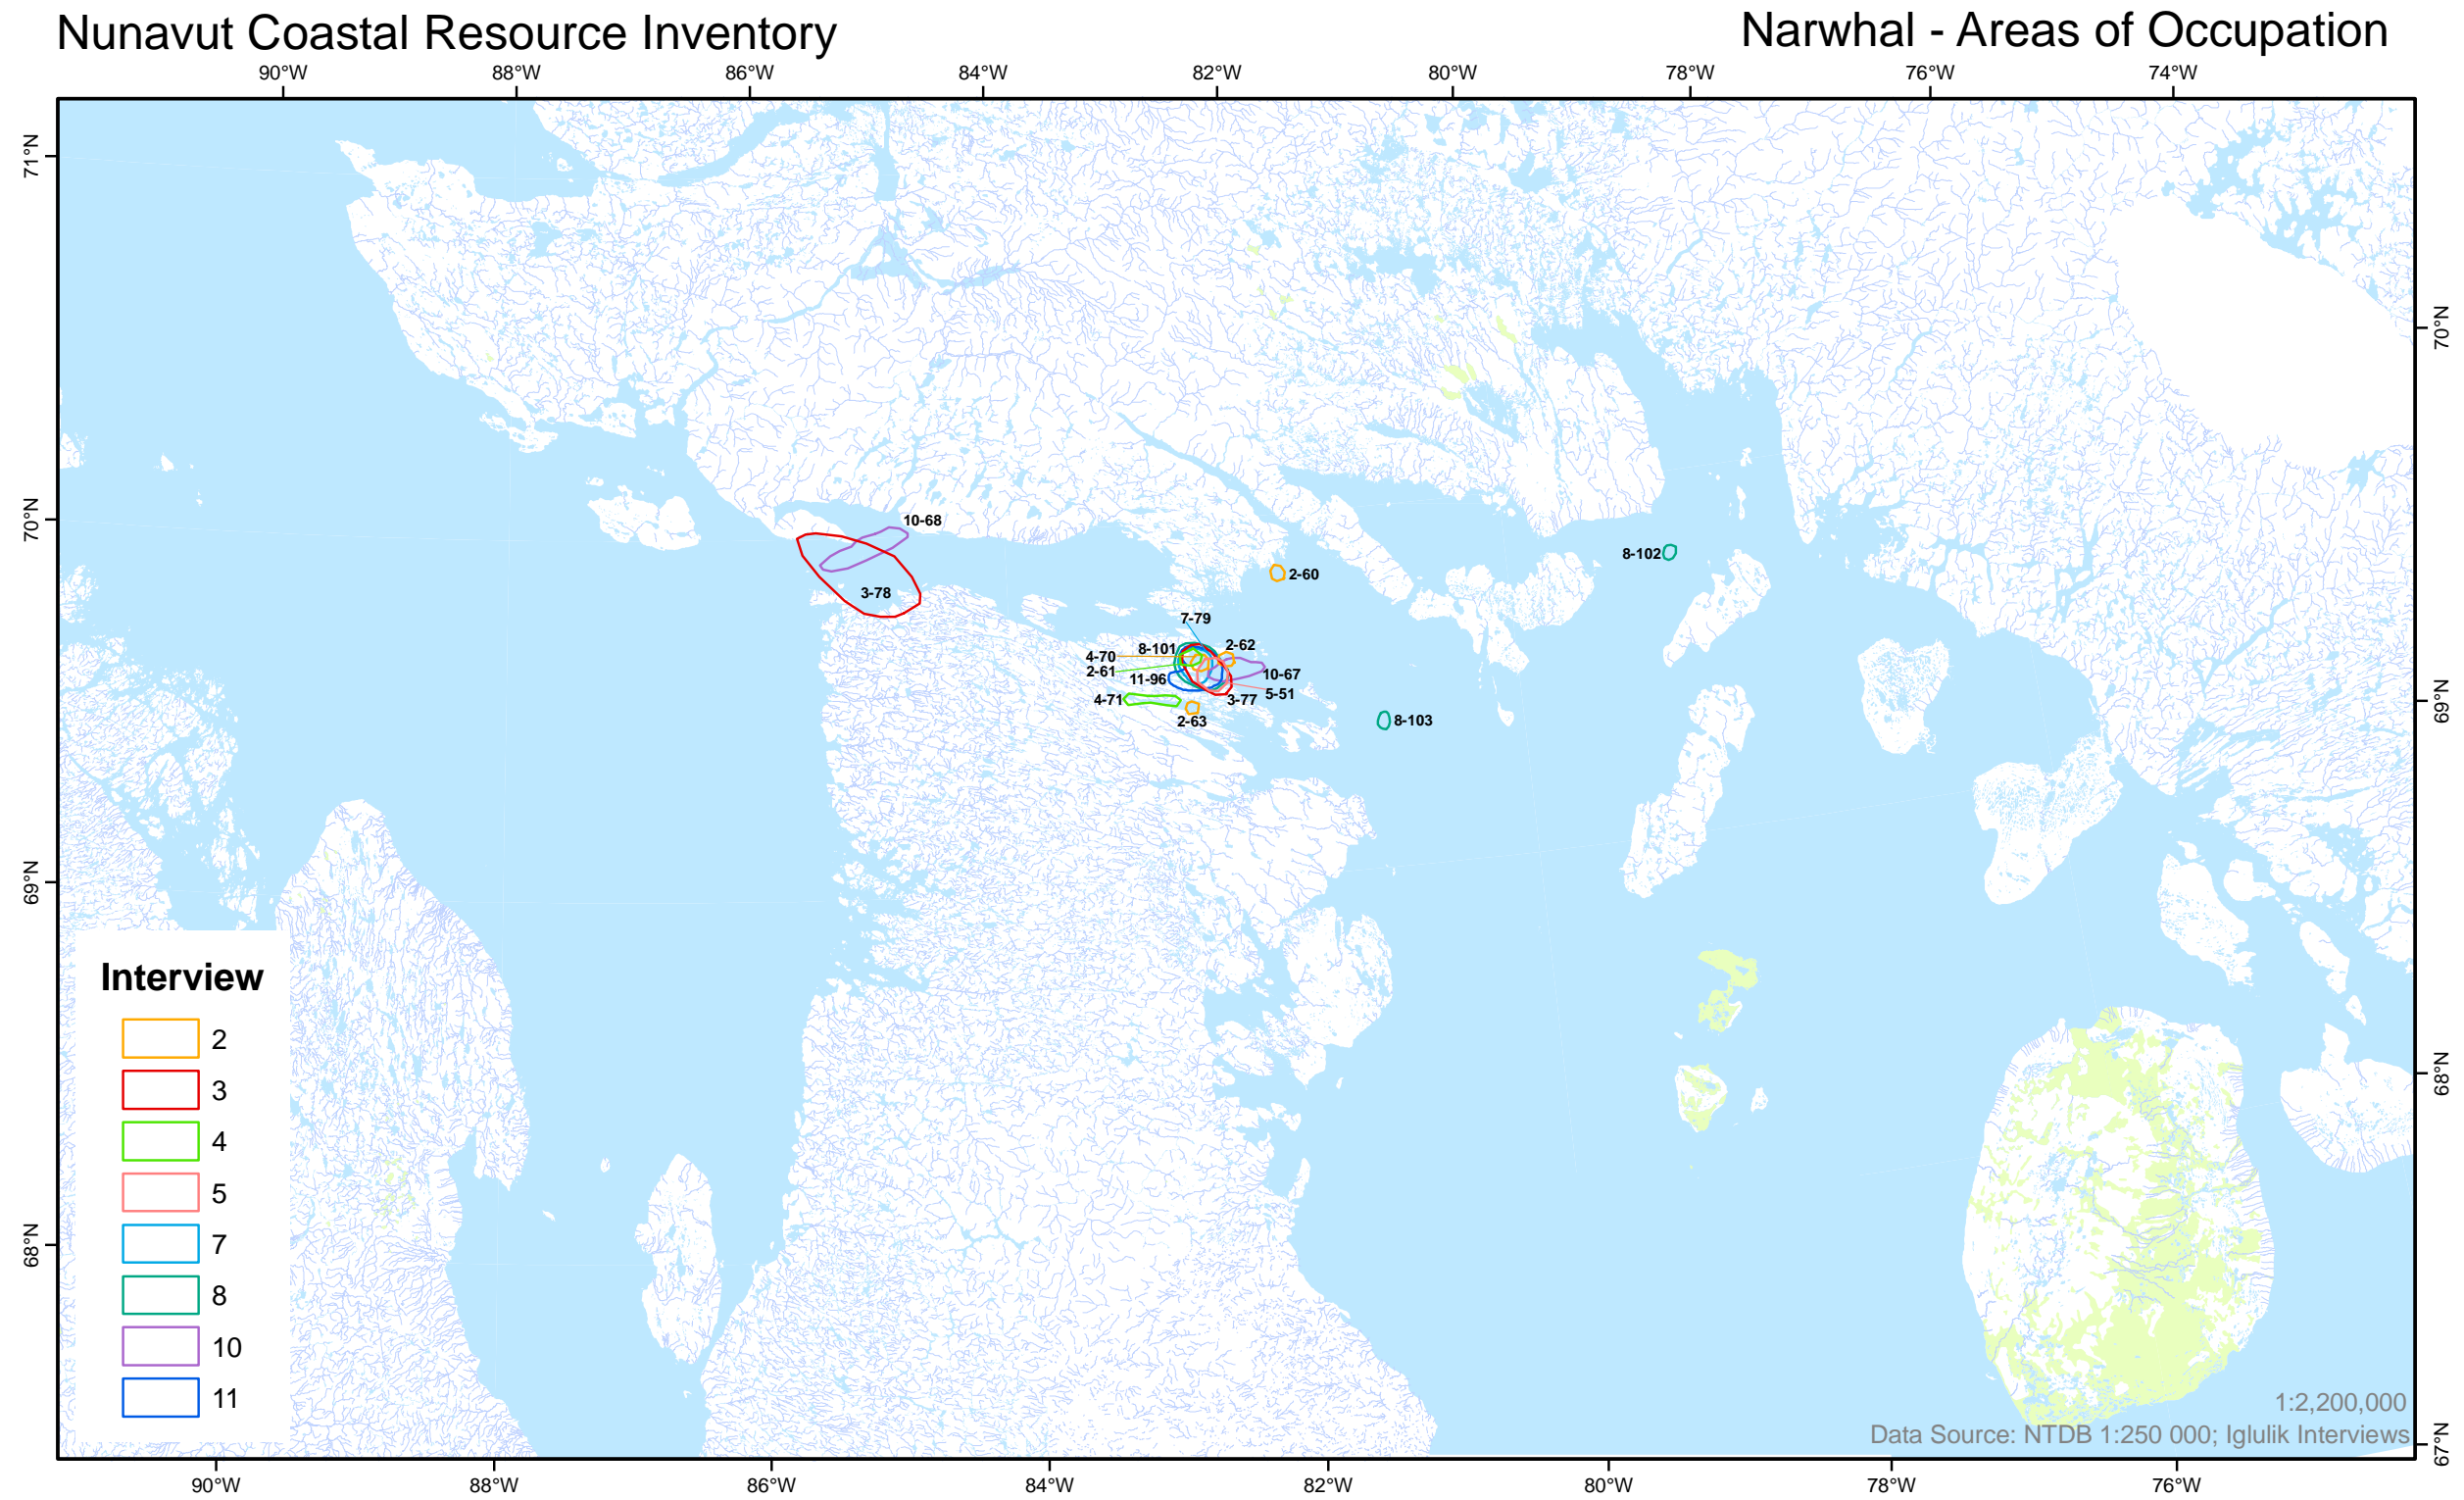 Nunavut Coastal Resource Inventory
Narwhal - Areas of Occupation
90°W 88°W 86°W 84°W 82°W 80°W 78°W 76°W 74°W
71°N
70°N
70°N
10-68
8-102
2-60
3-78
7-79
2-62
8-101
4-70
2-61
10-67
11-96
5-51
4-71
3-77
2-63
8-103
69°N
69°N
Interview
2
3
4
5
7
8
10
11
68°N
68°N
1:2,200,000
Data Source: NTDB 1:250 000; Iglulik Interviews
67°N
90°W 88°W 86°W 84°W 82°W 80°W 78°W 76°W